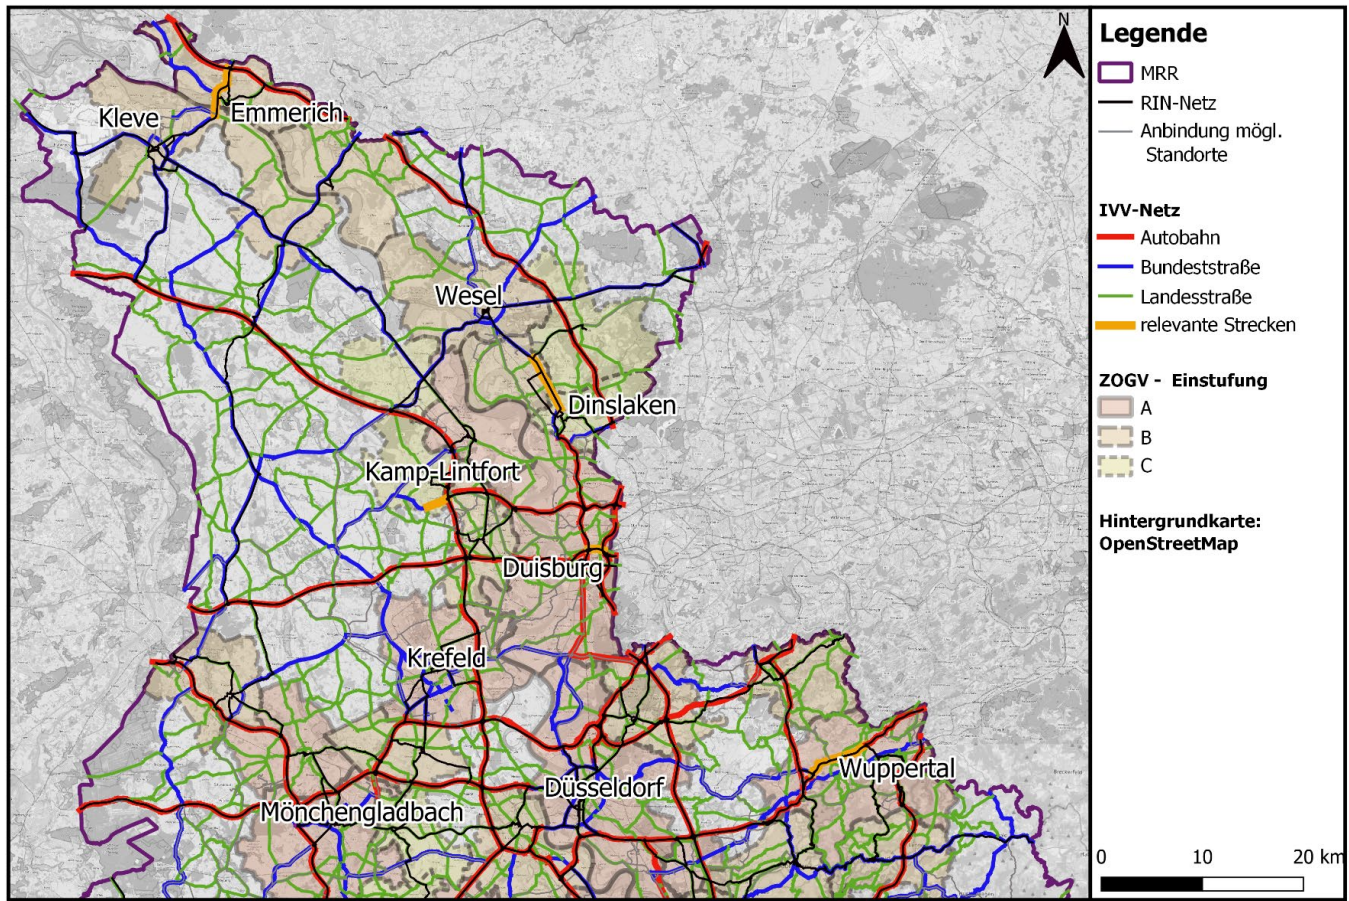 N
Kleve
Emmerich
Wesel
Dinslaken
Kamp-Lintfort
Duisburg
Krefeld
Düsseldorf
Wuppertal
Mönchengladbach
Legende
MRR
RIN-Netz
Anbindung mögl.
Standorte
IVV-Netz
Autobahn
Bundeststraße
Landesstraße
relevante Strecken
ZOGV - Einstufung
A
B
C
Hintergrundkarte:
OpenStreetMap
0 10 20 km